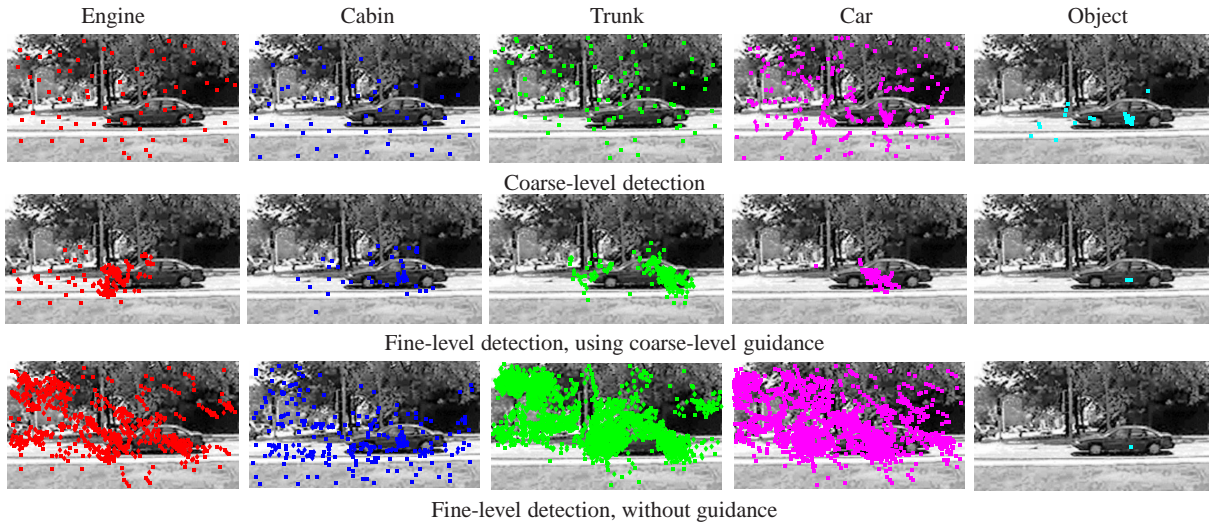 Engine Cabin Trunk Car Object
Coarse-level detection
Fine-level detection, using coarse-level guidance
Fine-level detection, without guidance